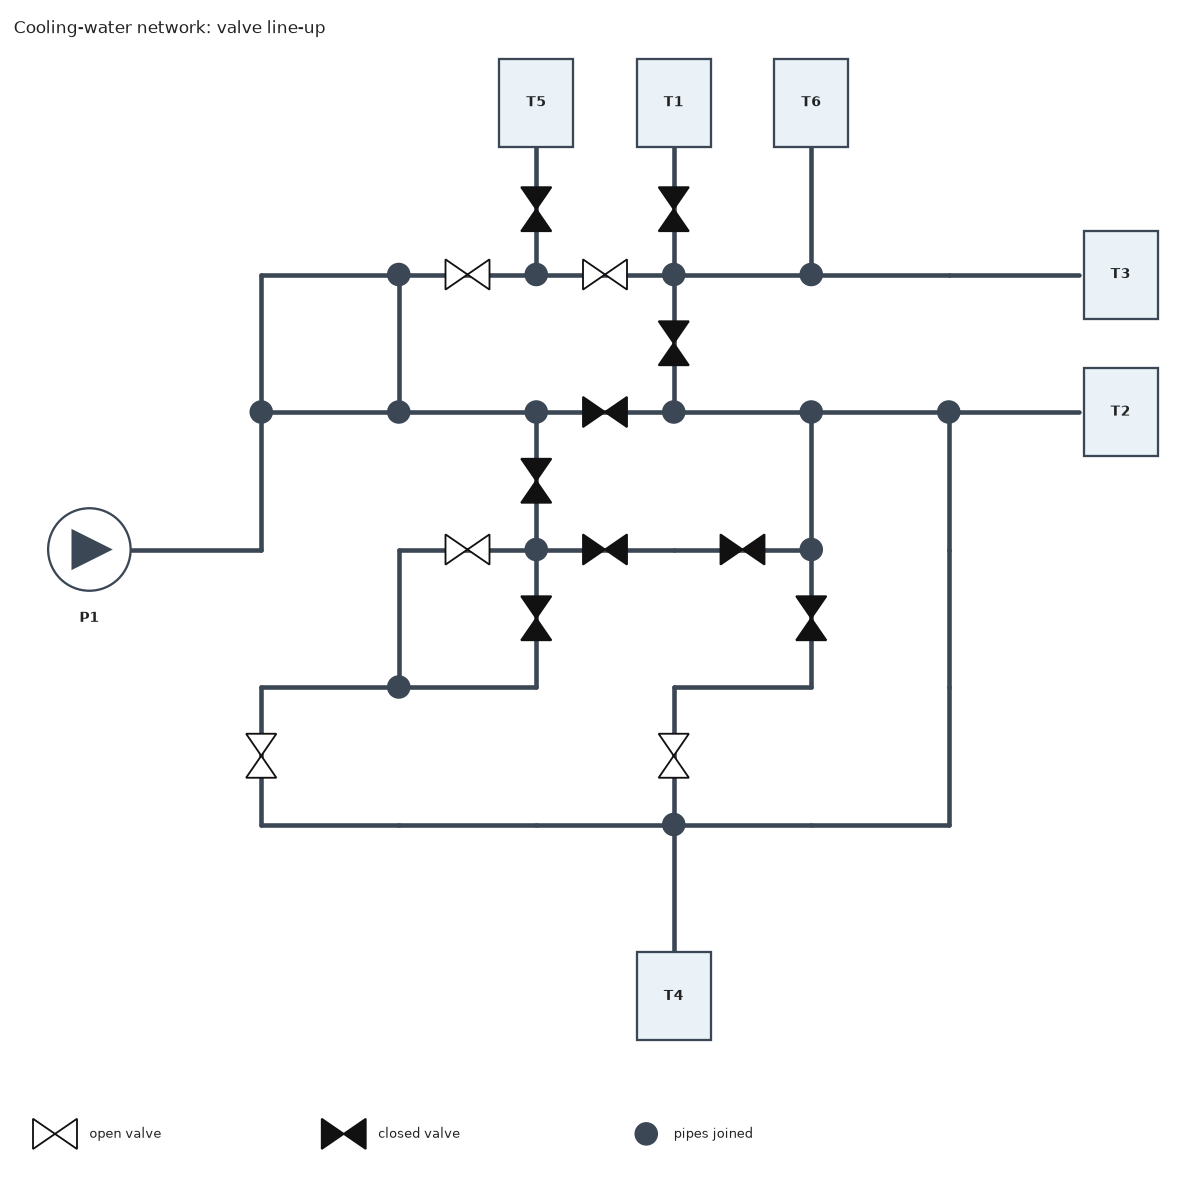 Cooling-water network: valve line-up
T5
T1
T6
T3
T2
P1
T4
open valve
closed valve
pipes joined